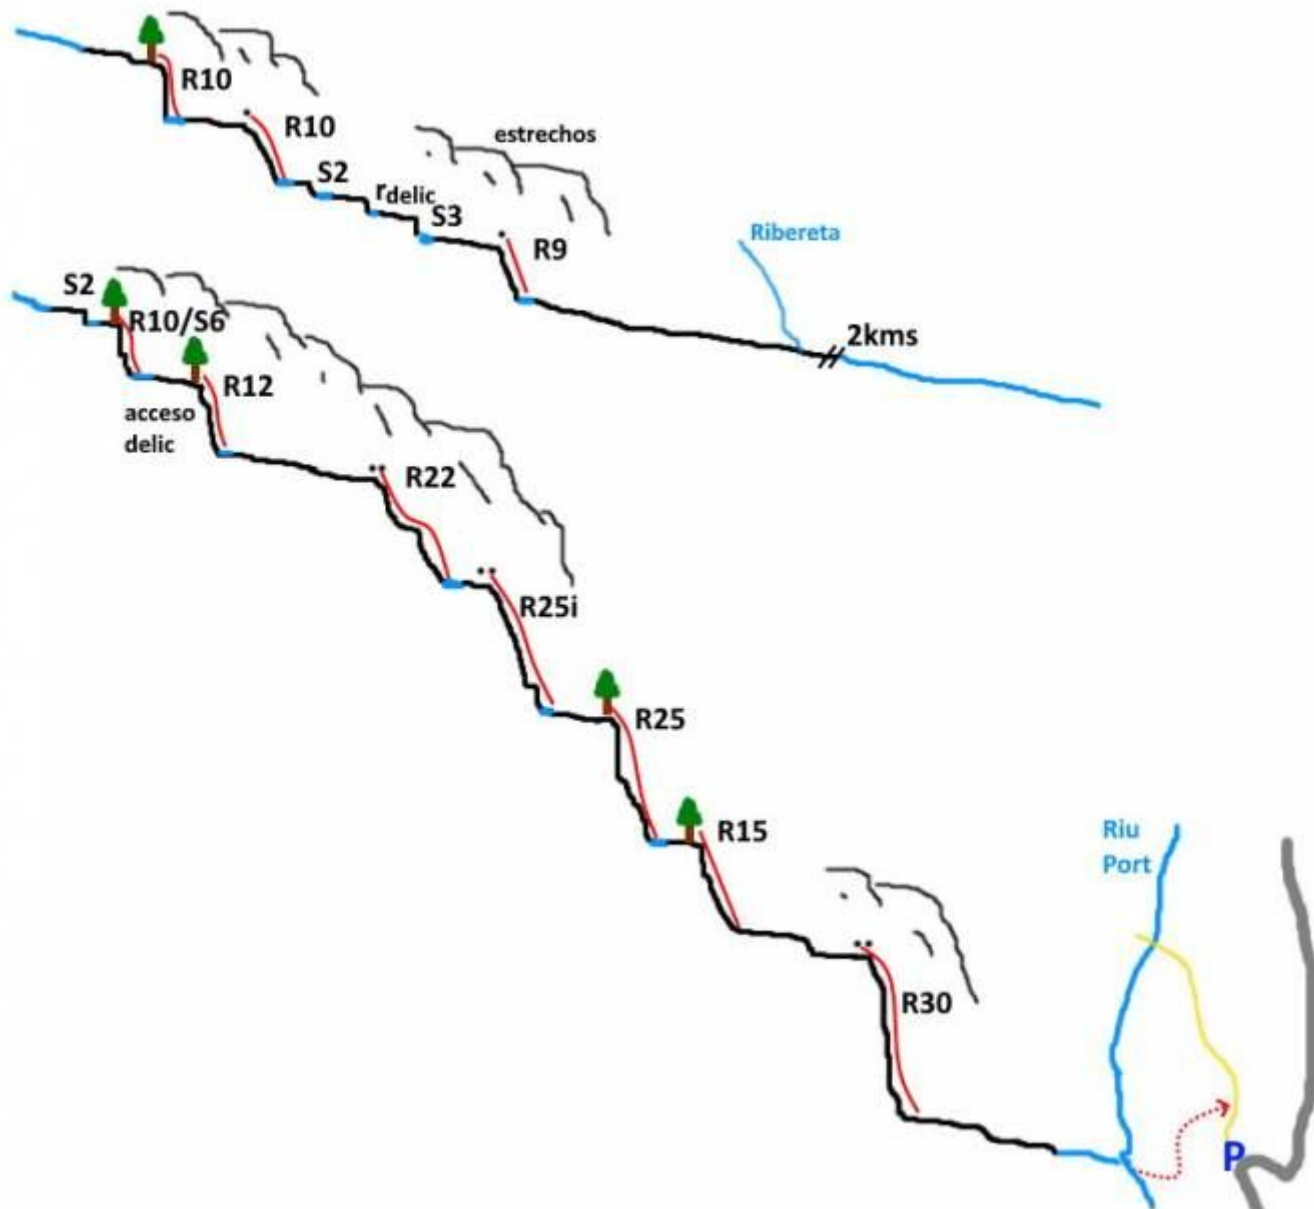 R10
R10
estrechos
S2
rdelic
S3
R9
Ribereta
2kms
S2
R10/S6
R12
acceso
delic
R22
R25i
R25
R15
Riu
Port
R30
P